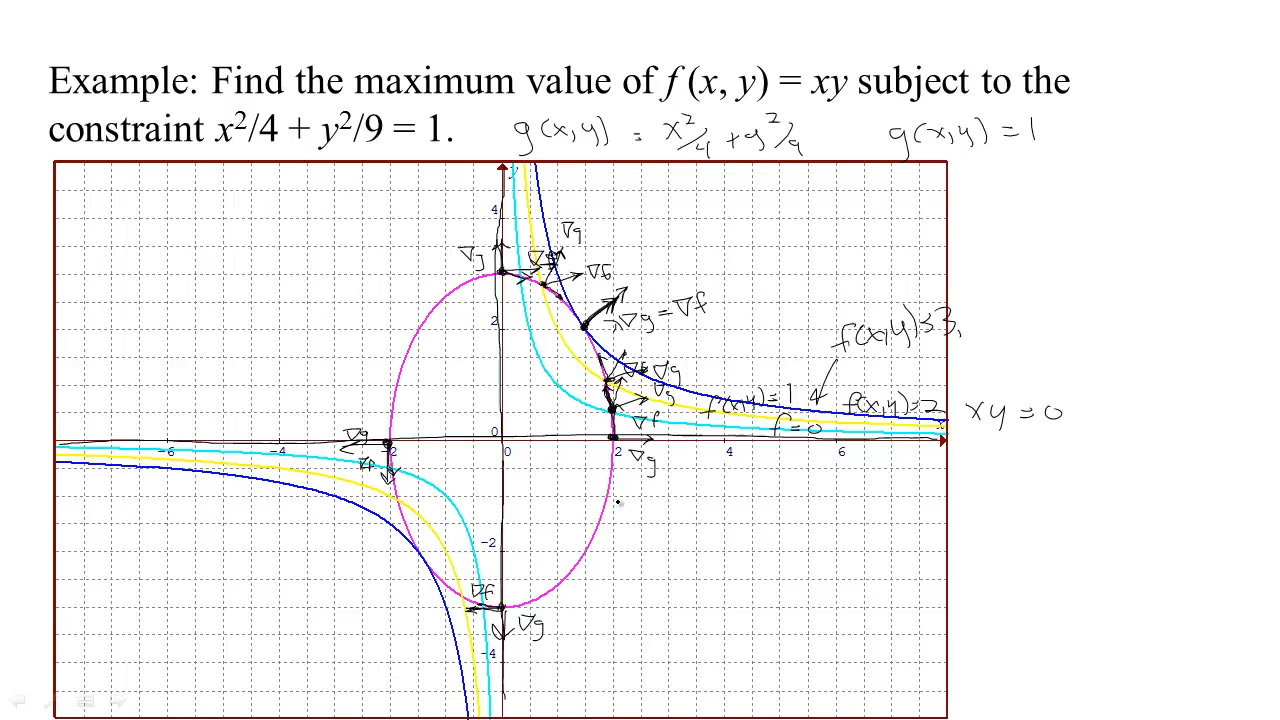 Example: Find the maximum value of f (x, y) = xy subject to the
constraint x²/4 + y²/9 = 1. g(x,y) = x²/4 + y²/9 g(x,y) = 1
y
4
∇g ∇g
∇f
2 λ∇g = ∇f
f(x,y)=3,
∇g
∇g
f(x,y)=1 f(x,y)=2 xy = 0
∇f f=0 x
0
∇g
-6 -4 -2 0 2 4 6
∇f ∇g
-2
∇f
∇g
-4